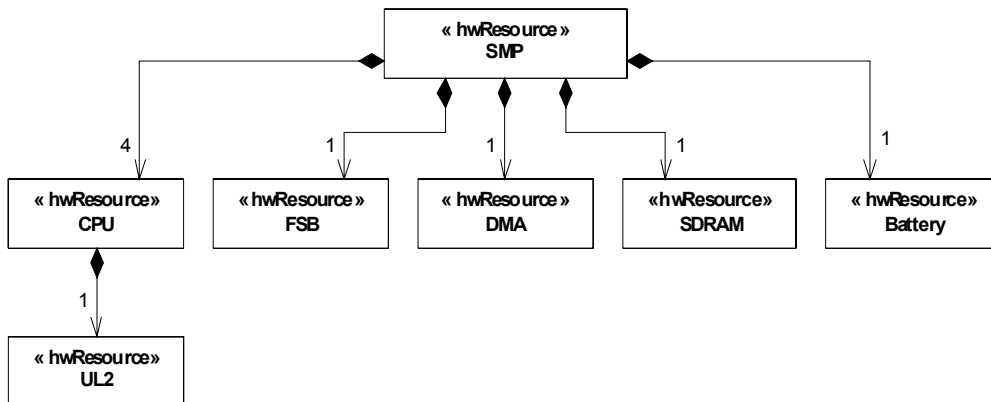 « hwResource»
SMP
4
1
1
1
1
« hwResource»
CPU
« hwResource»
FSB
« hwResource»
DMA
«hwResource»
SDRAM
« hwResource»
Battery
1
« hwResource»
UL2